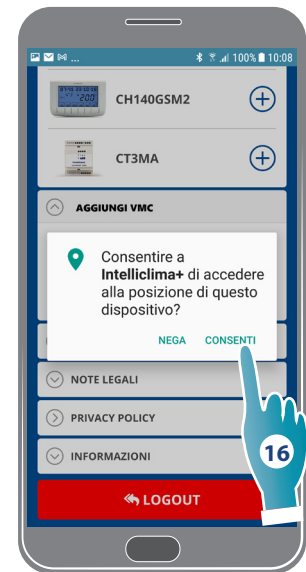 ... 100% 10:08
CH140GSM2
CT3MA
AGGIUNGI VMC
Consentire a
Intelliclima+ di accedere
alla posizione di questo
dispositivo?
NEGA CONSENTI
NOTE LEGALI
PRIVACY POLICY
16
INFORMAZIONI
LOGOUT